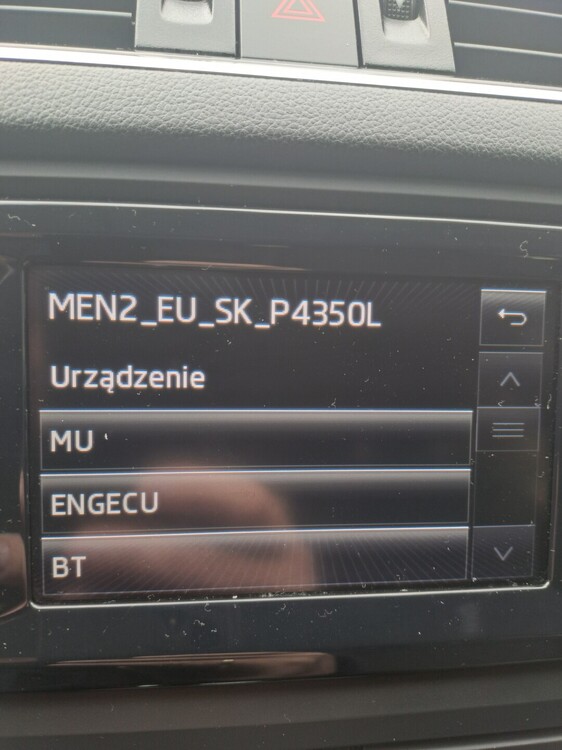 MEN2_EU_SK_P4350L
Urządzenie
MU
ENGECU
BT